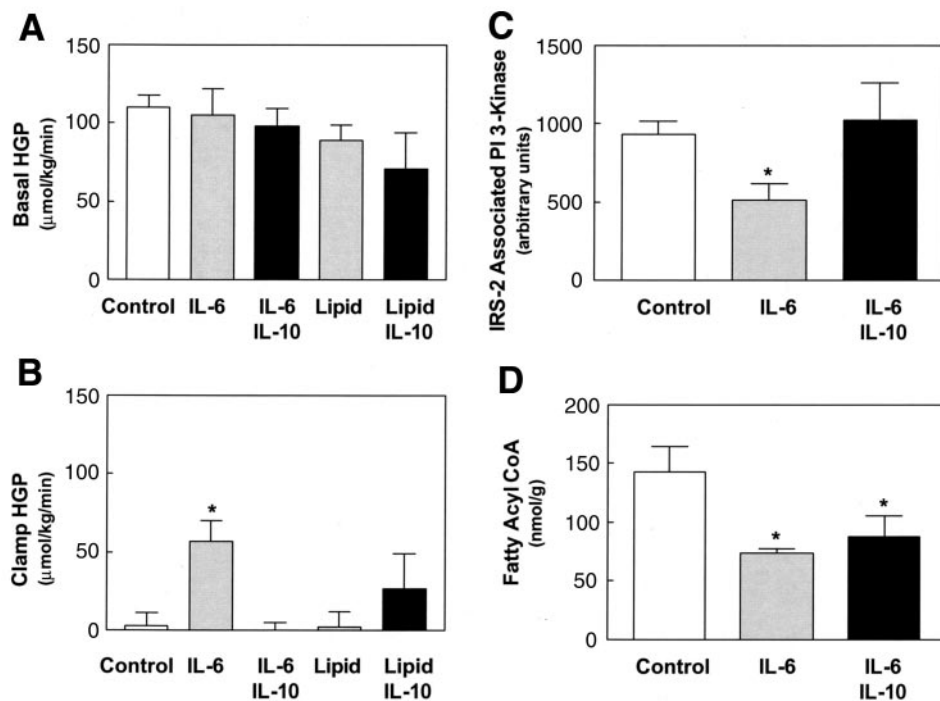 A
Basal HGP
(μmol/kg/min)
150
100
50
0
Control IL-6 IL-6 Lipid Lipid
IL-10 IL-10
B
Clamp HGP
(μmol/kg/min)
150
100
50
0
*
Control IL-6 IL-6 Lipid Lipid
IL-10 IL-10
C
IRS-2 Associated PI 3-Kinase
(arbitrary units)
1500
1000
500
0
*
Control IL-6 IL-6
IL-10
D
Fatty Acyl CoA
(nmol/g)
200
150
100
50
0
* *
Control IL-6 IL-6
IL-10